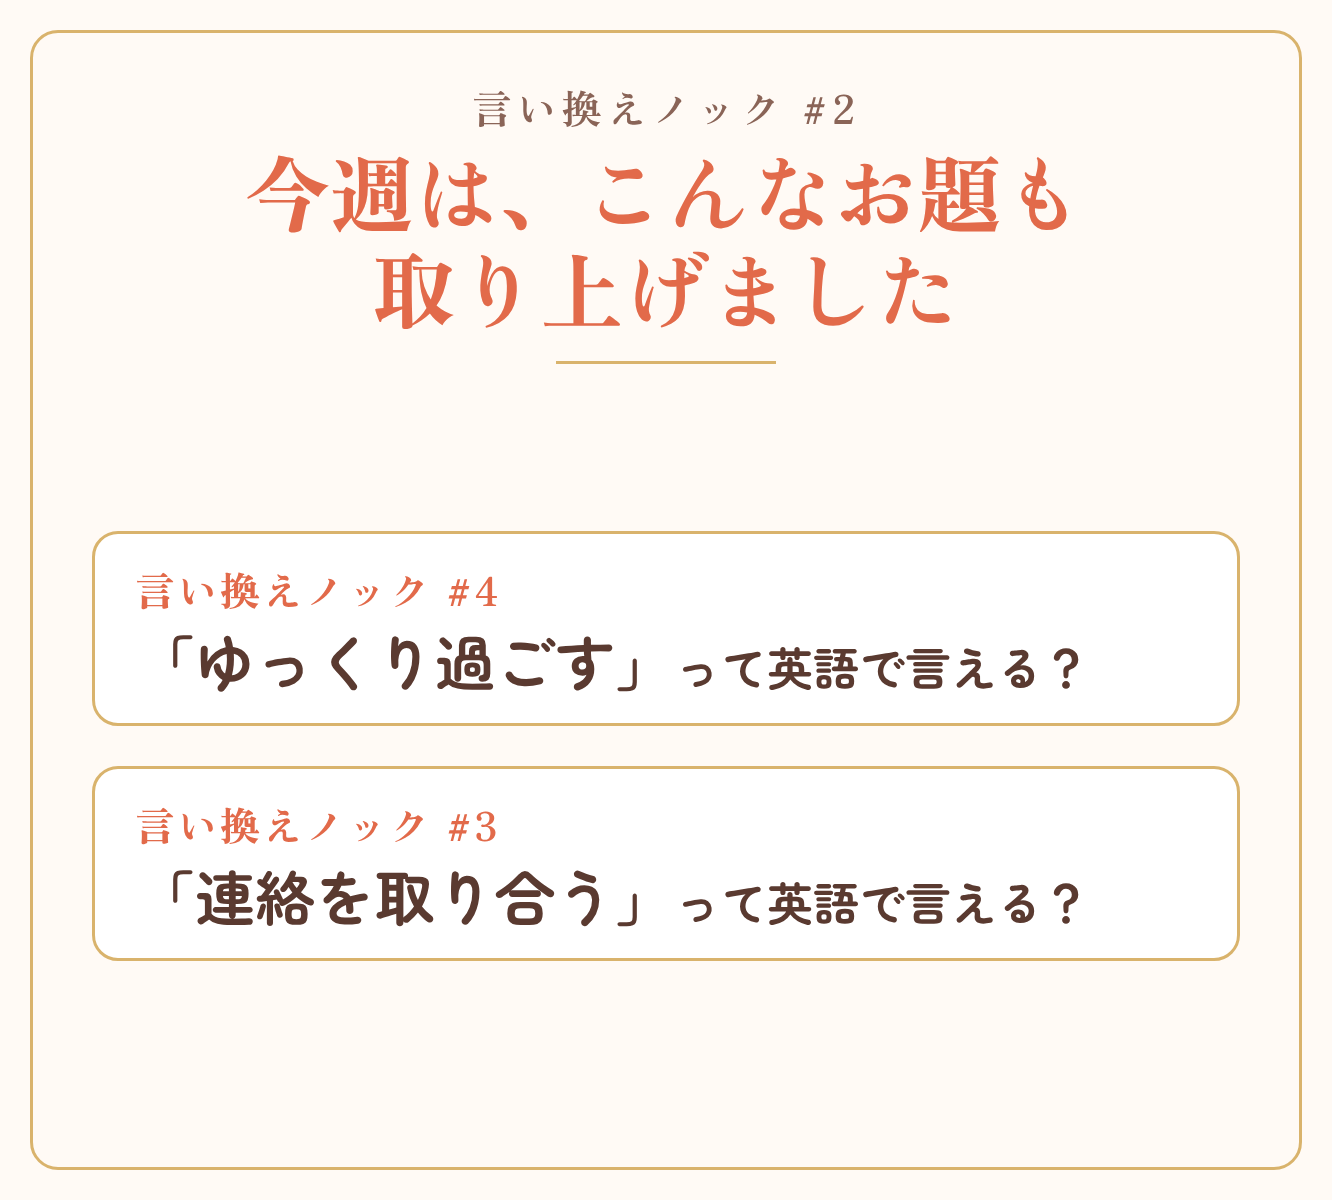 言い換えノック #2
今週は、こんなお題も
取り上げました
言い換えノック #4
「ゆっくり過ごす」って英語で言える？
言い換えノック #3
「連絡を取り合う」って英語で言える？